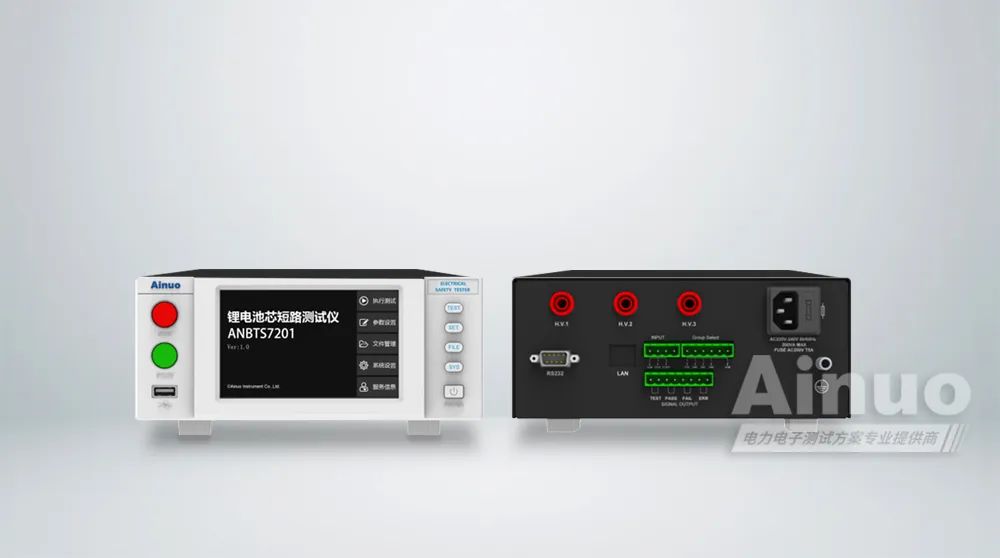 Ainuo
ELECTRICAL
SAFETY TESTER
锂电池芯短路测试仪
ANBTS7201
Ver:1.0
©Ainuo Instrument Co.,Ltd.
执行测试
参数设置
文件管理
系统设置
服务信息
TEST
SET
FILE
SYS
H.V.1
H.V.2
H.V.3
RS232
LAN
INPUT
Group Select
TEST PASS FAIL ERR
SIGNAL OUTPUT
Ainuo
电力电子测试方案专业提供商